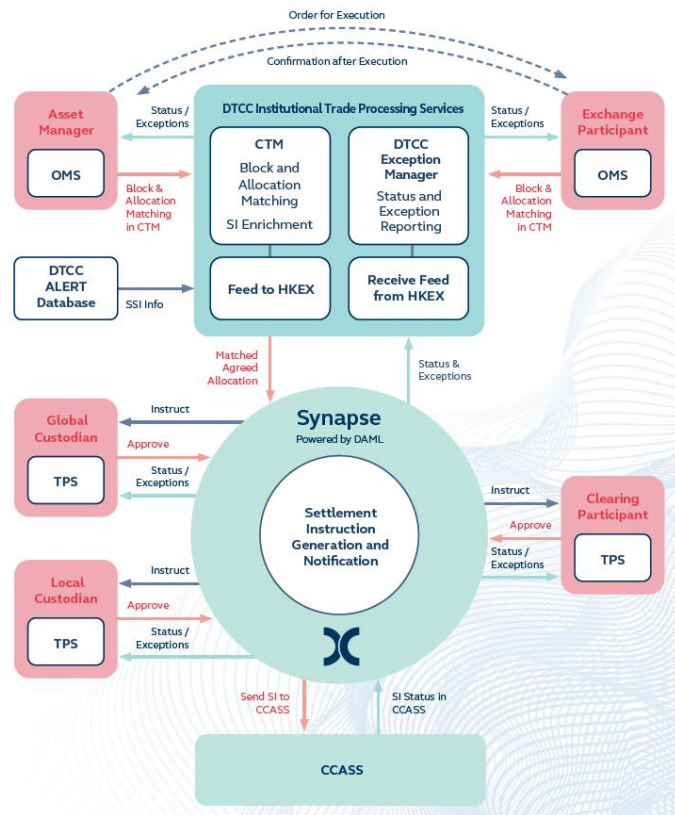 Order for Execution
Confirmation after Execution
Asset
Manager
OMS
Status /
Exceptions
Block &
Allocation
Matching
in CTM
DTCC Institutional Trade Processing Services
CTM
Block and
Allocation
Matching
SI Enrichment
DTCC
Exception
Manager
Status and
Exception
Reporting
Feed to HKEX
Receive Feed
from HKEX
Status /
Exceptions
Block &
Allocation
Matching
in CTM
Exchange
Participant
OMS
DTCC
ALERT
Database
SSI Info
Matched
Agreed
Allocation
Status &
Exceptions
Synapse
Powered by DAML
Settlement
Instruction
Generation and
Notification
Global
Custodian
TPS
Instruct
Approve
Status /
Exceptions
Local
Custodian
TPS
Instruct
Approve
Status /
Exceptions
Instruct
Approve
Status /
Exceptions
Clearing
Participant
TPS
Send SI to
CCASS
SI Status in
CCASS
CCASS